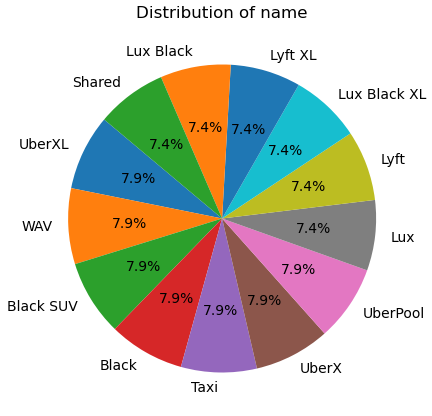 Distribution of name
Lux Black
Lyft XL
Shared
Lux Black XL
UberXL
Lyft
WAV
Lux
Black SUV
UberPool
Black
UberX
Taxi
7.4%
7.4%
7.4%
7.4%
7.9%
7.4%
7.9%
7.4%
7.9%
7.9%
7.9%
7.9%
7.9%